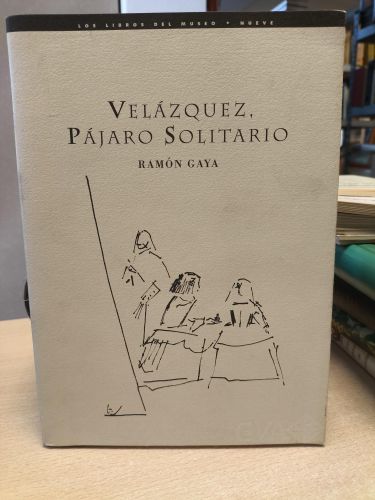 LOS LIBROS DEL MUSEO • NUEVE
VELÁZQUEZ,
PÁJARO SOLITARIO
RAMÓN GAYA